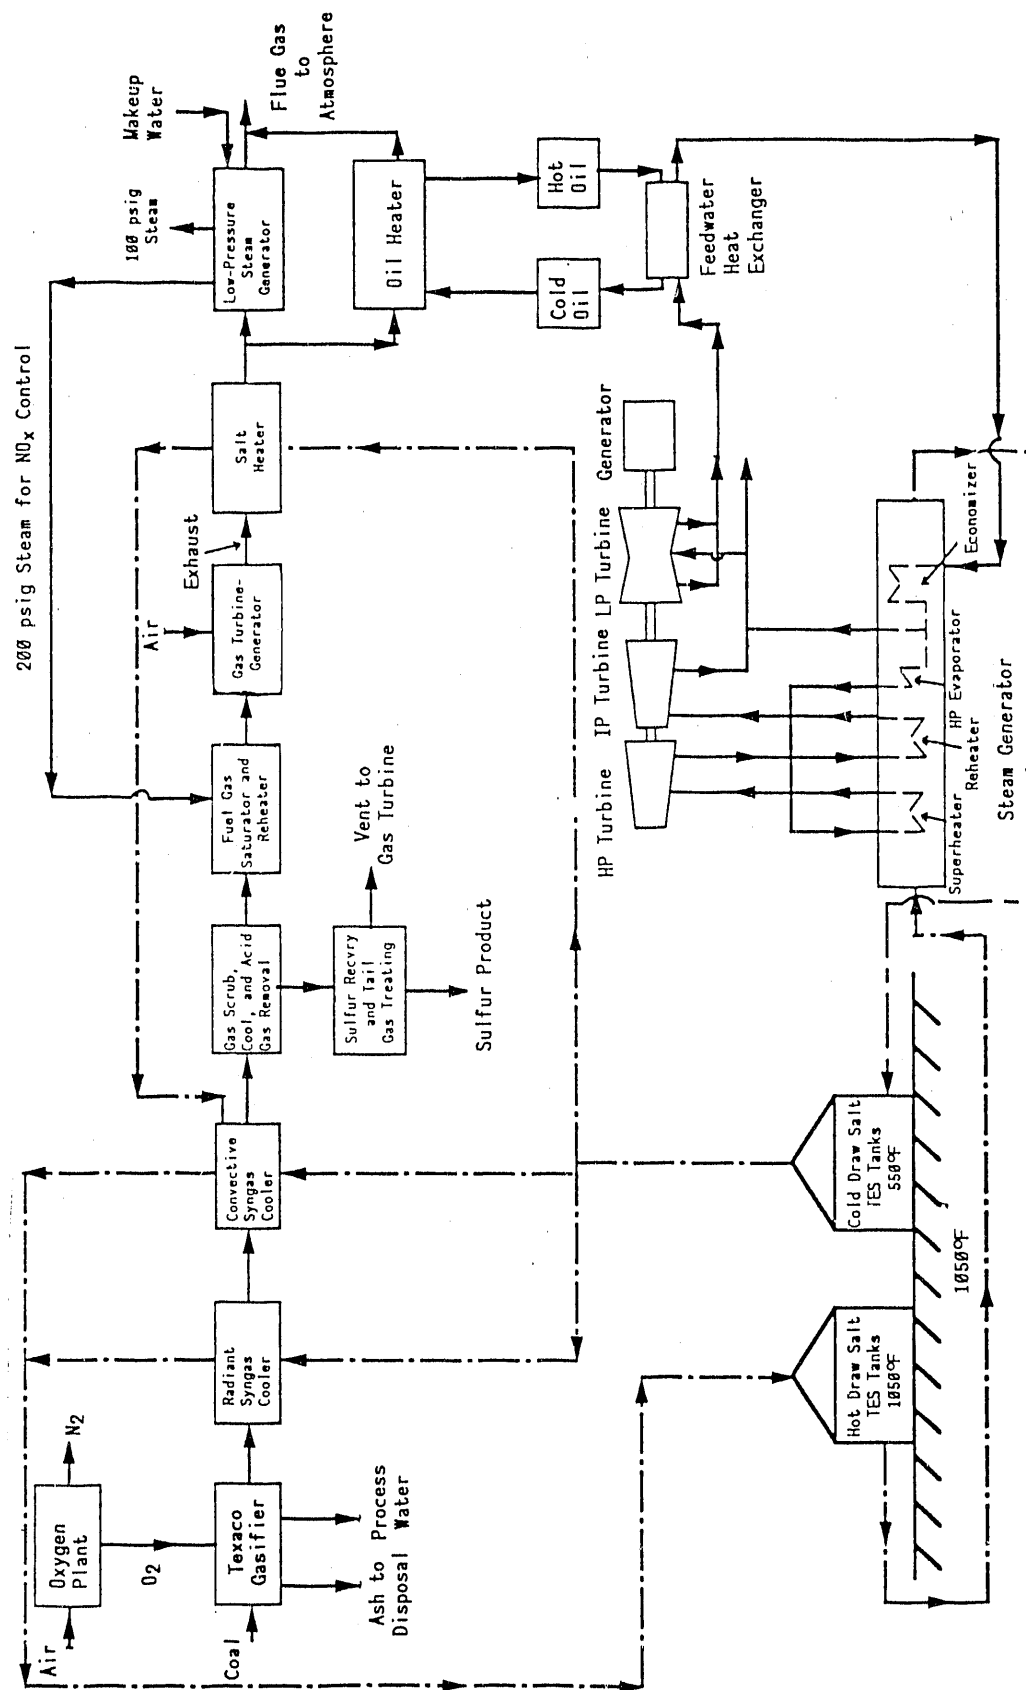 200 psig Steam for NOx Control
Air
Oxygen
Plant
N2
O2
Coal
Texaco
Gasifier
Ash to
Disposal
Process
Water
Radiant
Syngas
Cooler
Convective
Syngas
Cooler
Gas Scrub,
Cool, and Acid
Gas Removal
Sulfur Recvry
and Tail
Gas Treating
Vent to
Gas Turbine
Sulfur Product
Fuel Gas
Saturator and
Reheater
Air
Gas Turbine-
Generator
Exhaust
Salt
Heater
Low-Pressure
Steam
Generator
100 psig
Steam
Makeup
Water
Flue Gas
to
Atmosphere
Oil Heater
Cold
Oil
Hot
Oil
Feedwater
Heat
Exchanger
HP Turbine
IP Turbine
LP Turbine
Generator
Superheater
Reheater
HP Evaporator
Economizer
Steam Generator
Hot Draw Salt
TES Tanks
1050ºF
Cold Draw Salt
TES Tanks
550ºF
1050ºF